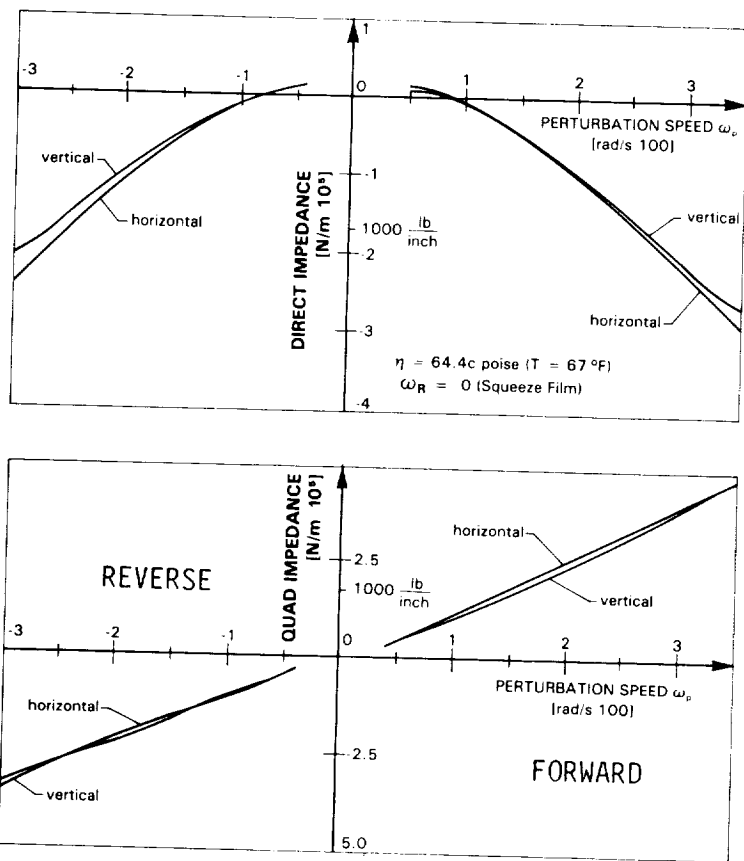 1
-3
-2
-1
0
1
2
3
PERTURBATION SPEED ωₚ
[rad/s 100]
vertical
horizontal
-1
1000 lb/inch
-2
DIRECT IMPEDANCE
[N/m 10⁵]
vertical
horizontal
-3
η = 64.4c poise (T = 67 °F)
ω_R = 0 (Squeeze Film)
-4
QUAD IMPEDANCE
[N/m 10⁵]
horizontal
2.5
REVERSE
1000 lb/inch
vertical
-3
-2
-1
0
1
2
3
PERTURBATION SPEED ωₚ
[rad/s 100]
horizontal
-2.5
FORWARD
vertical
5.0